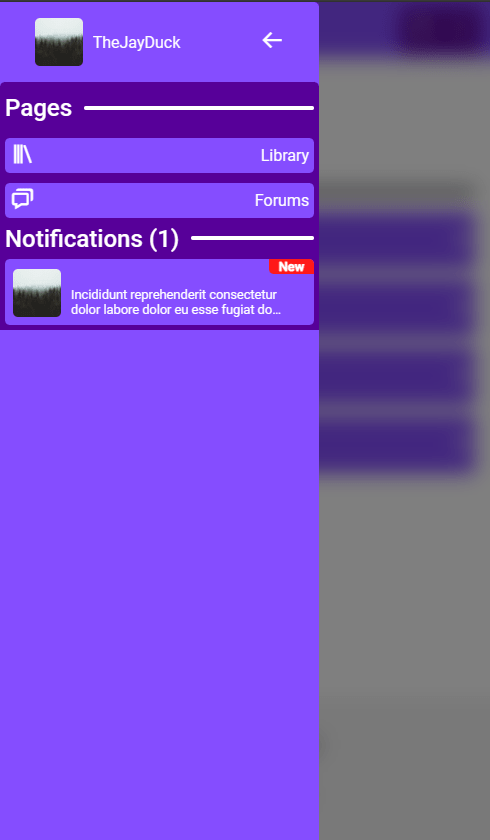 TheJayDuck
Pages
Library
Forums
Notifications (1)
New
Incididunt reprehenderit consectetur
dolor labore dolor eu esse fugiat do...